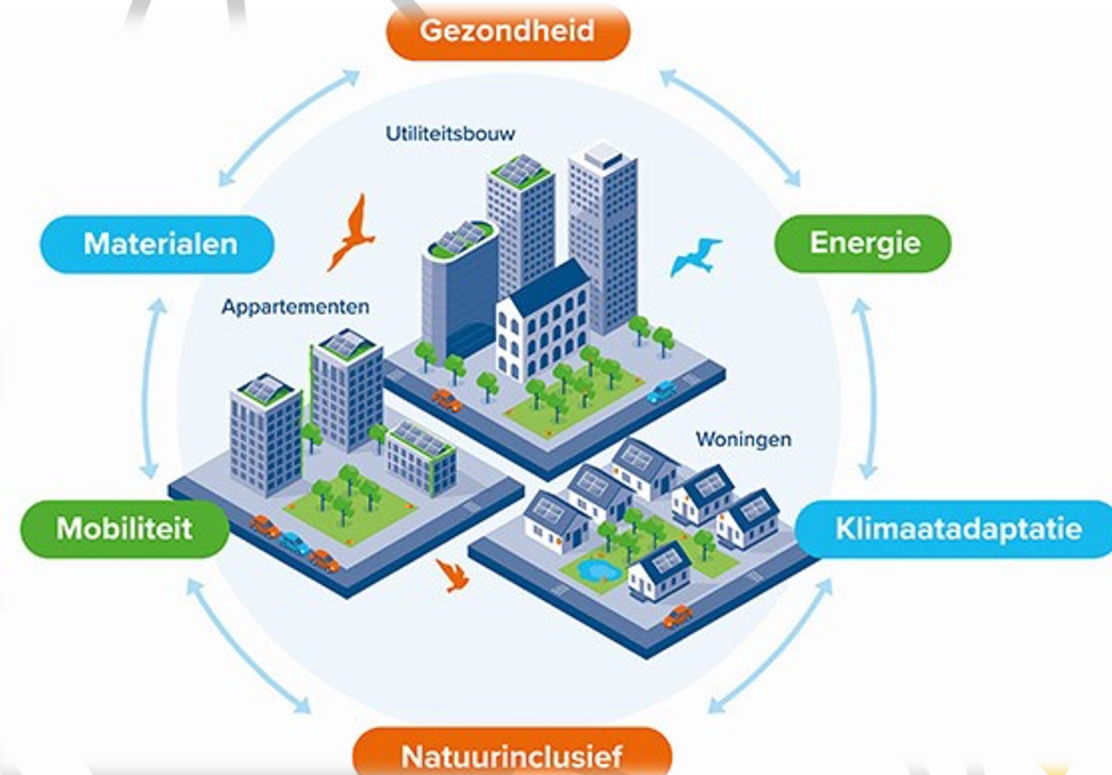 Gezondheid
Utiliteitsbouw
Materialen
Energie
Appartementen
Woningen
Mobiliteit
Klimaatadaptatie
Natuurinclusief